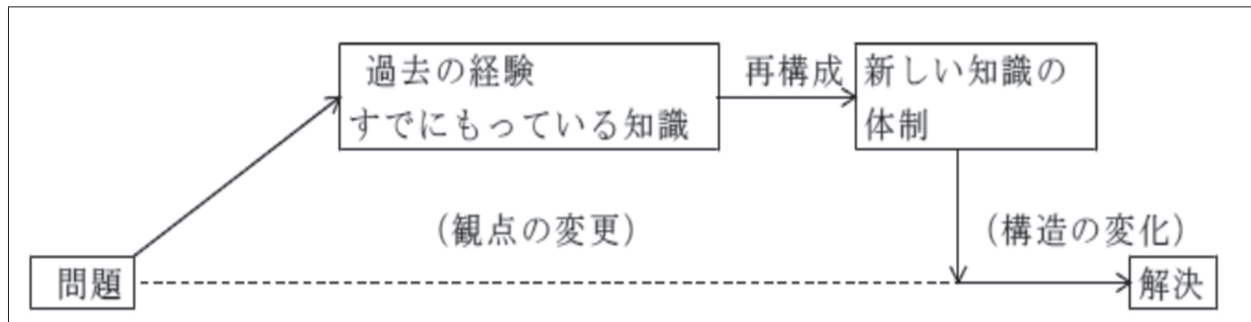 過去の経験
すでにもっている知識
再構成
新しい知識の
体制
(観点の変更)
(構造の変化)
問題
解決